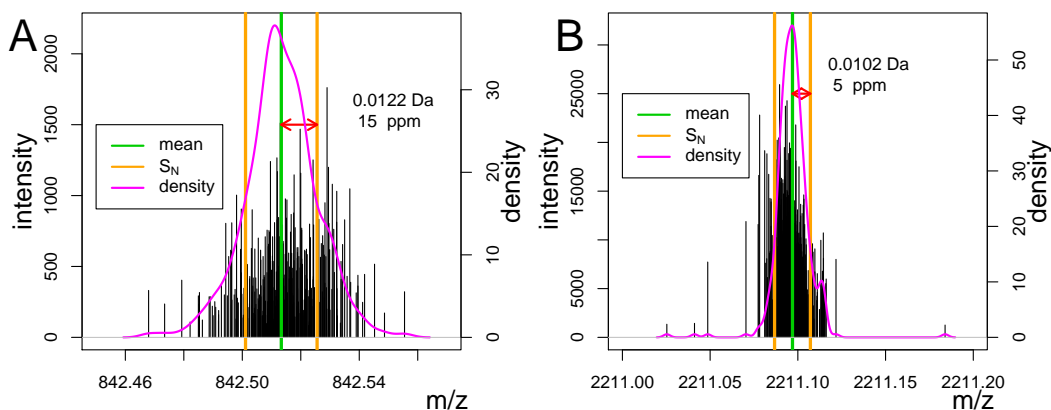 A
intensity
0
500
1000
1500
2000
842.46
842.50
842.54
m/z
0
10
20
30
density
0.0122 Da
15 ppm
mean
S_N
density
B
intensity
0
5000
15000
25000
2211.00
2211.05
2211.10
2211.15
2211.20
m/z
0
10
20
30
40
50
density
0.0102 Da
5 ppm
mean
S_N
density